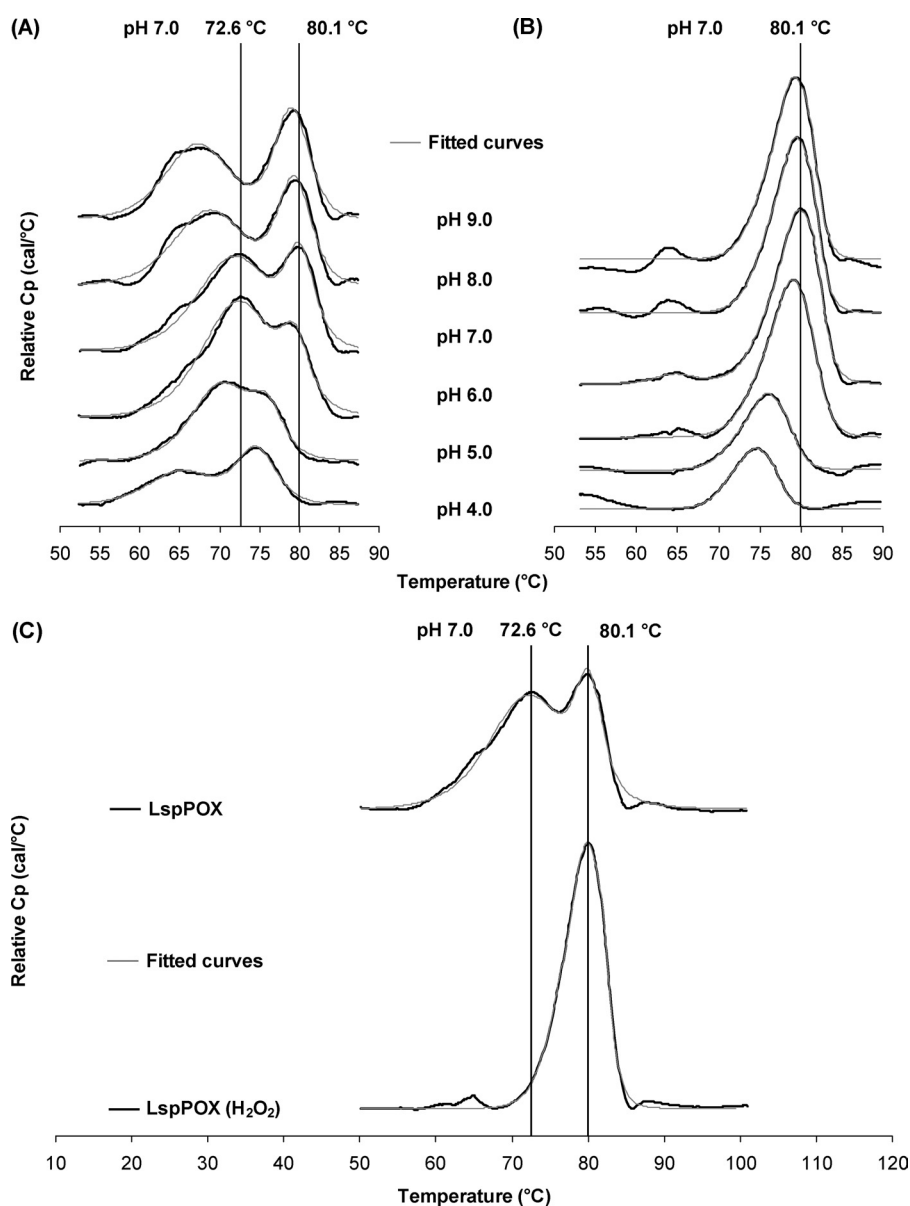 (A) pH 7.0 72.6 °C 80.1 °C
(B) pH 7.0 80.1 °C
Relative Cp (cal/°C)
Fitted curves
pH 9.0
pH 8.0
pH 7.0
pH 6.0
pH 5.0
pH 4.0
50 55 60 65 70 75 80 85 90
50 55 60 65 70 75 80 85 90
Temperature (°C)
(C) pH 7.0 72.6 °C 80.1 °C
Relative Cp (cal/°C)
LspPOX
Fitted curves
LspPOX (H₂O₂)
10 20 30 40 50 60 70 80 90 100 110 120
Temperature (°C)